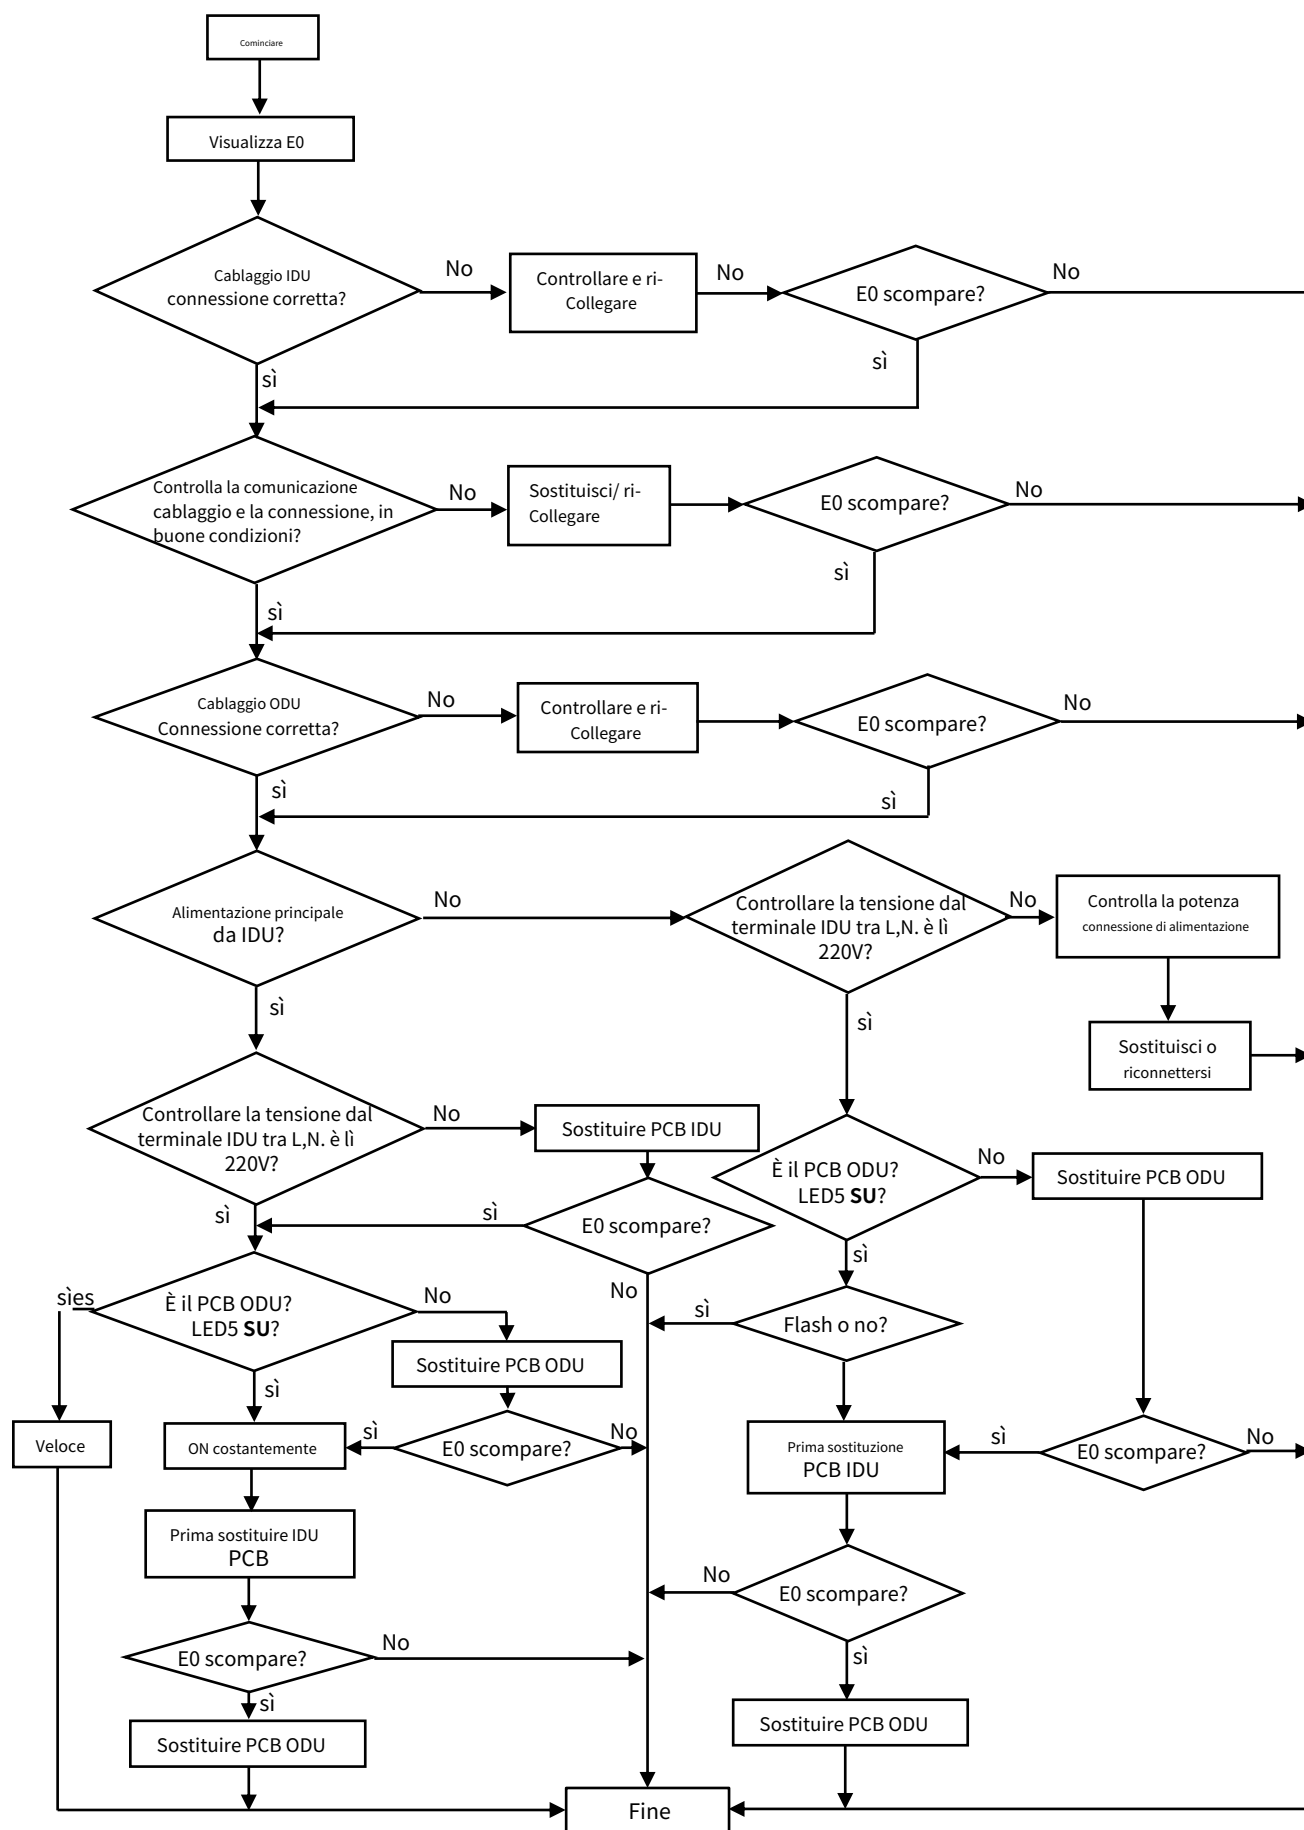 Cominciare
Visualizza E0
Cablaggio IDU
connessione corretta?
No
Controllare e ri-
Collegare
No
E0 scompare?
No
sì
sì
Controlla la comunicazione
cablaggio e la connessione, in
buone condizioni?
No
Sostituisci/ ri-
Collegare
E0 scompare?
No
sì
sì
Cablaggio ODU
Connessione corretta?
No
Controllare e ri-
Collegare
E0 scompare?
No
sì
sì
Alimentazione principale
da IDU?
No
Controllare la tensione dal
terminale IDU tra L,N. è lì
220V?
No
Controlla la potenza
connessione di alimentazione
sì
sì
Sostituisci o
riconnettersi
Controllare la tensione dal
terminale IDU tra L,N. è lì
220V?
No
Sostituire PCB IDU
È il PCB ODU?
LED5 SU?
No
Sostituire PCB ODU
sì
sì
E0 scompare?
sì
No
sìes
È il PCB ODU?
LED5 SU?
No
sì
Flash o no?
Sostituire PCB ODU
sì
Veloce
ON costantemente
sì
E0 scompare?
No
Prima sostituzione
PCB IDU
sì
E0 scompare?
No
Prima sostituire IDU
PCB
No
E0 scompare?
E0 scompare?
No
sì
sì
Sostituire PCB ODU
Sostituire PCB ODU
Fine